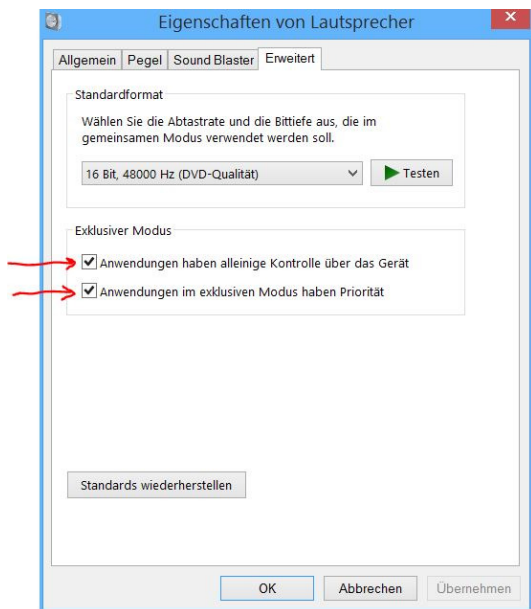 Eigenschaften von Lautsprecher
Allgemein Pegel Sound Blaster Erweitert
Standardformat
Wählen Sie die Abtastrate und die Bittiefe aus, die im
gemeinsamen Modus verwendet werden soll.
16 Bit, 48000 Hz (DVD-Qualität) Testen
Exklusiver Modus
Anwendungen haben alleinige Kontrolle über das Gerät
Anwendungen im exklusiven Modus haben Priorität
Standards wiederherstellen
OK Abbrechen Übernehmen